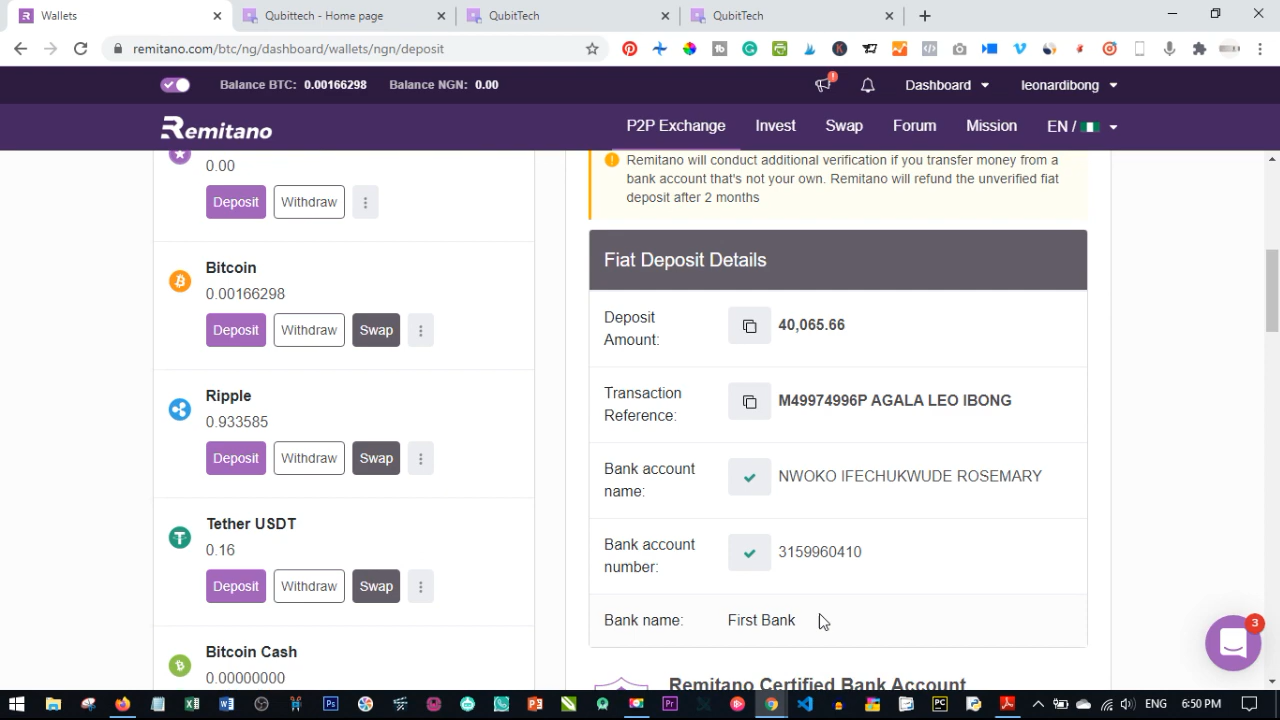 Wallets
Qubittech - Home page
QubitTech
QubitTech
remitano.com/btc/ng/dashboard/wallets/ngn/deposit
Balance BTC: 0.00166298
Balance NGN: 0.00
Dashboard
leonardibong
Remitano
P2P Exchange
Invest
Swap
Forum
Mission
EN /
0.00
Deposit
Withdraw
Bitcoin
0.00166298
Deposit
Withdraw
Swap
Ripple
0.933585
Deposit
Withdraw
Swap
Tether USDT
0.16
Deposit
Withdraw
Swap
Bitcoin Cash
0.00000000
Remitano will conduct additional verification if you transfer money from a
bank account that's not your own. Remitano will refund the unverified fiat
deposit after 2 months
Fiat Deposit Details
Deposit
Amount:
40,065.66
Transaction
Reference:
M49974996P AGALA LEO IBONG
Bank account
name:
NWOKO IFECHUKWUDE ROSEMARY
Bank account
number:
3159960410
Bank name:
First Bank
Remitano Certified Bank Account
3
ENG
6:50 PM